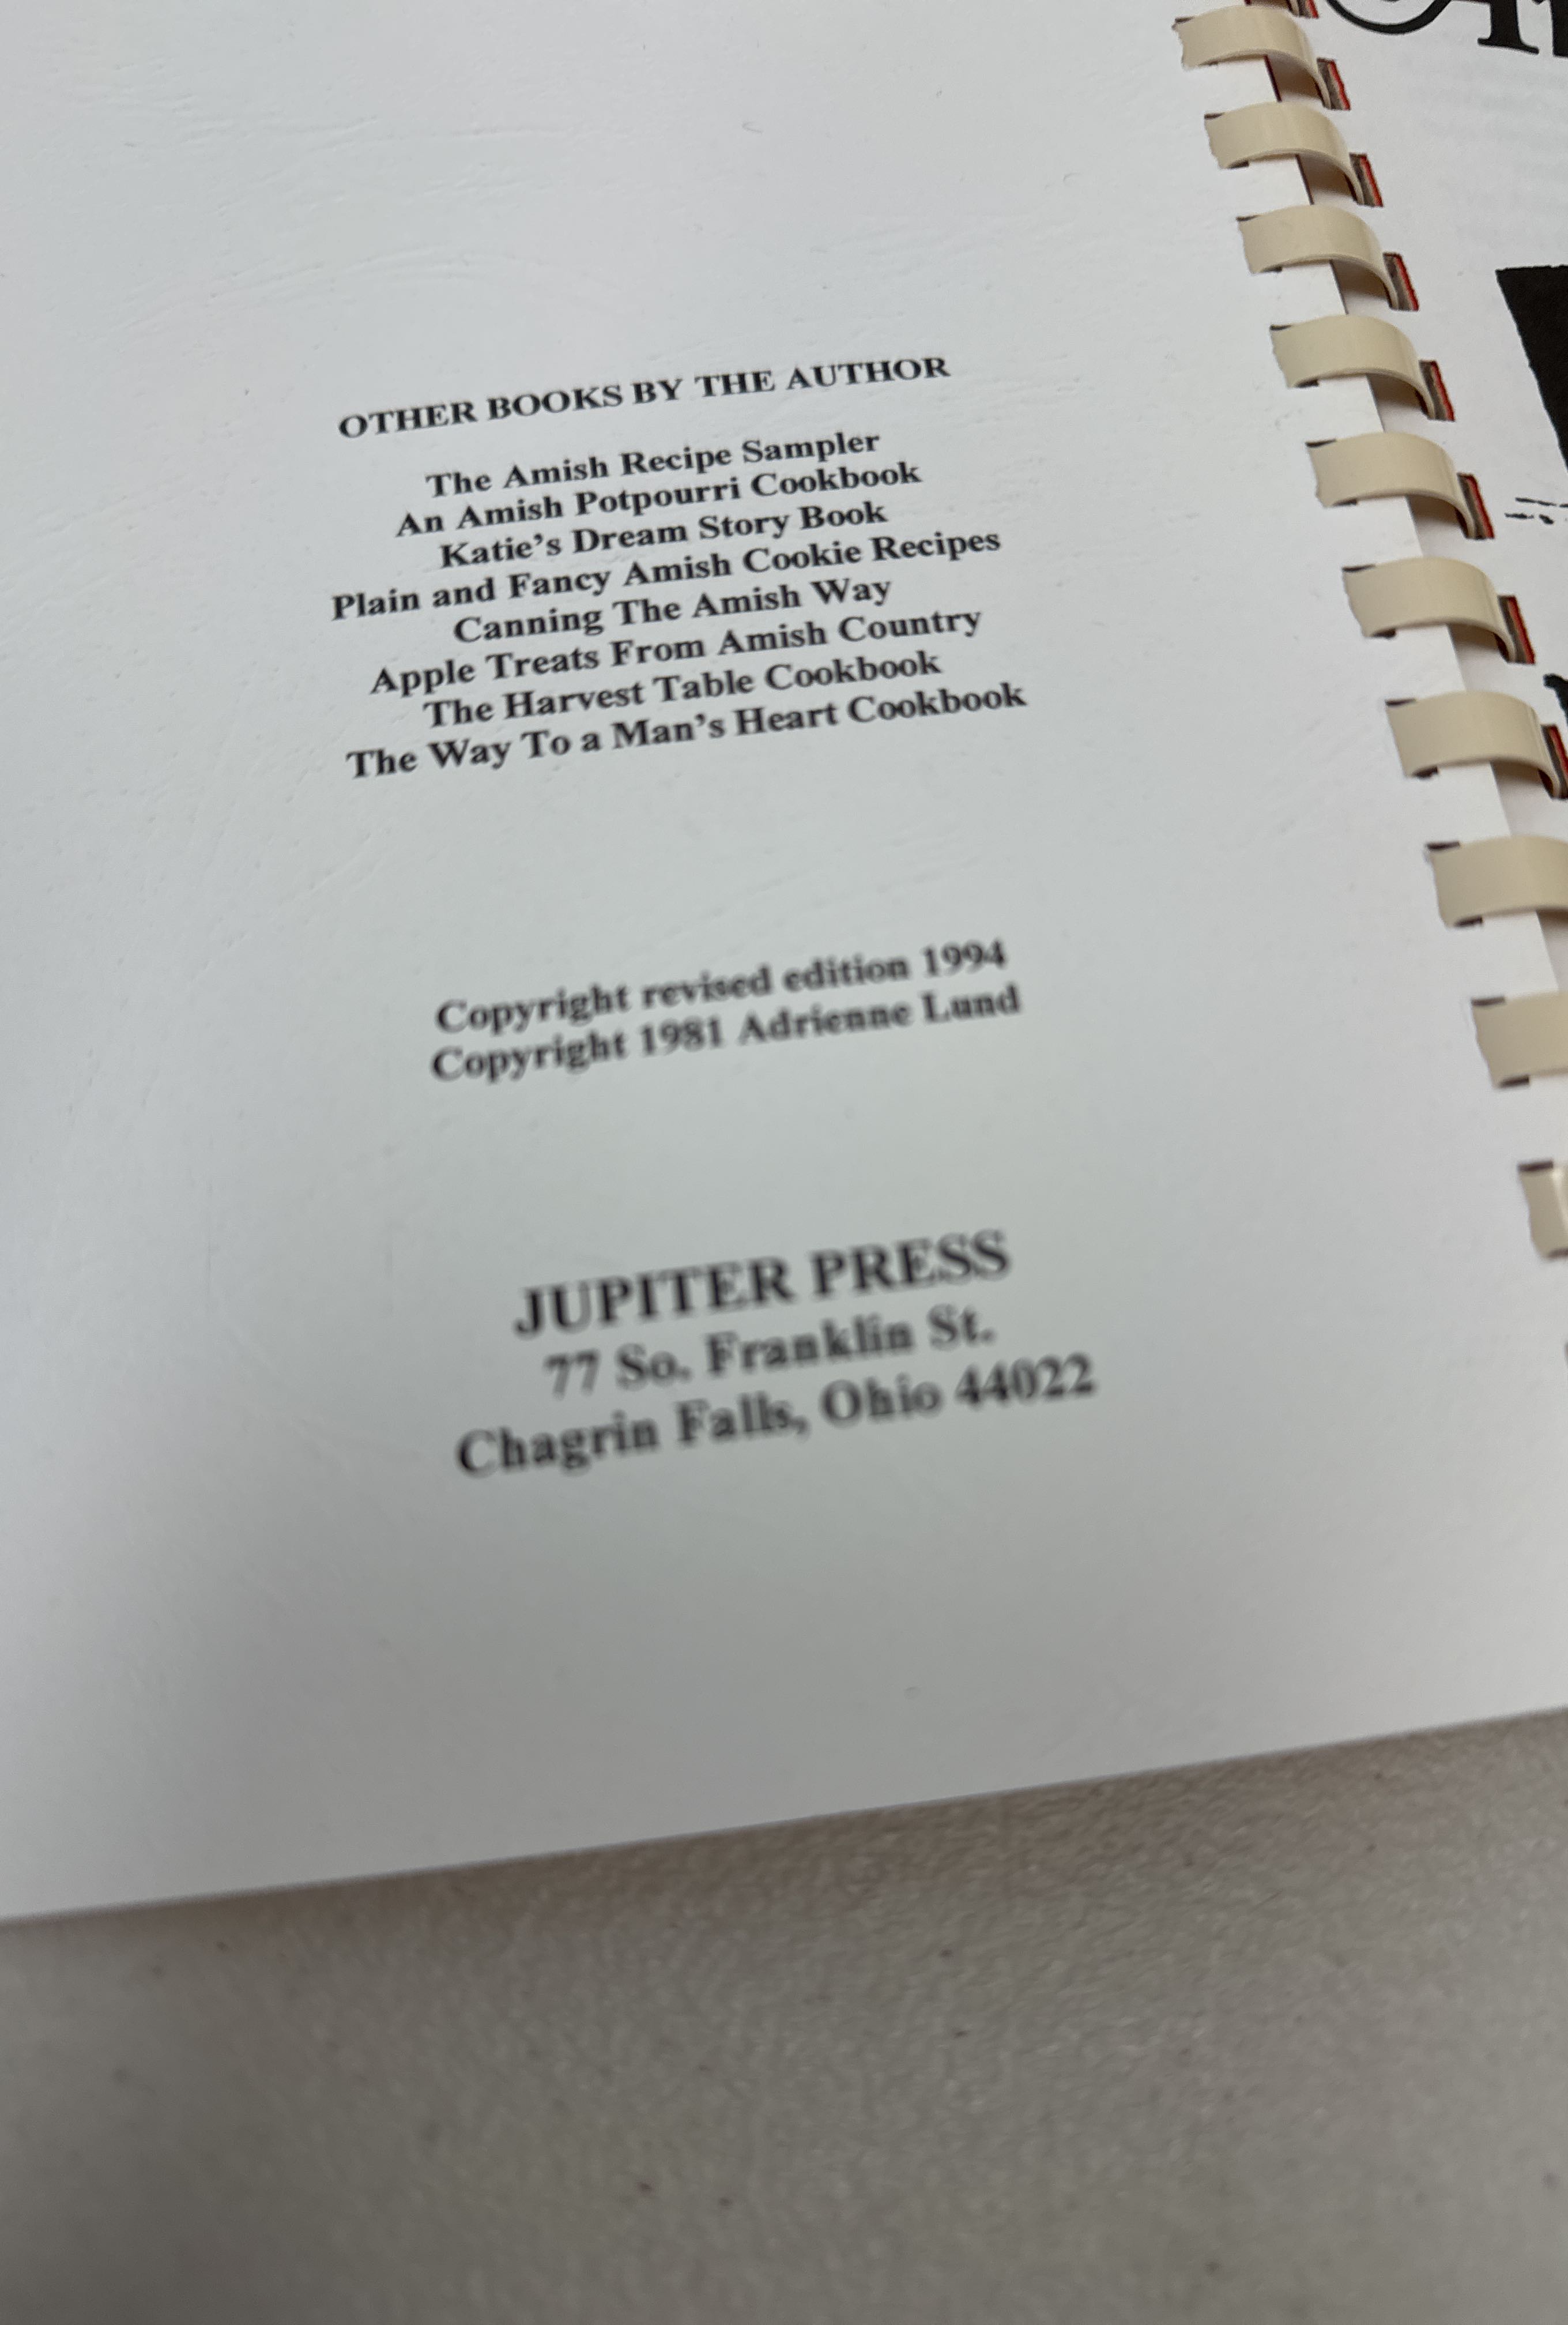 OTHER BOOKS BY THE AUTHOR
The Amish Recipe Sampler
An Amish Potpourri Cookbook
Katie's Dream Story Book
Plain and Fancy Amish Cookie Recipes
Canning The Amish Way
Apple Treats From Amish Country
The Harvest Table Cookbook
The Way To a Man's Heart Cookbook
Copyright revised edition 1994
Copyright 1981 Adrienne Lund
JUPITER PRESS
77 So. Franklin St.
Chagrin Falls, Ohio 44022